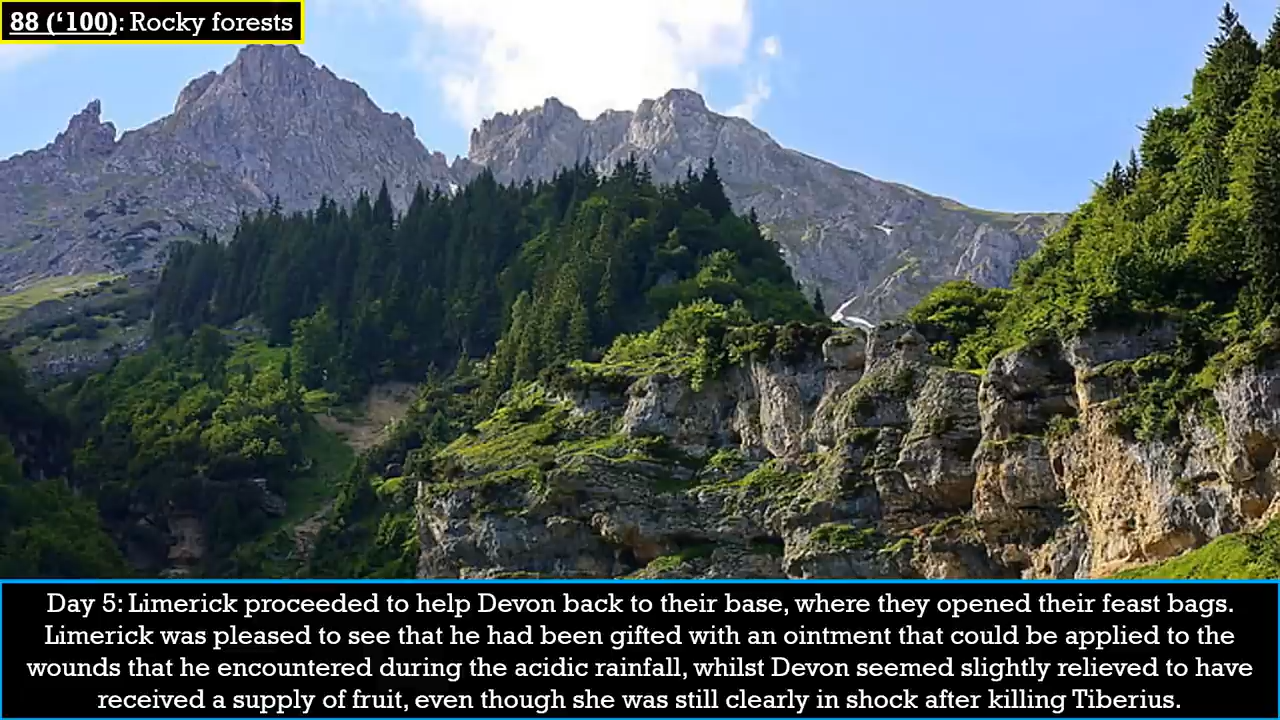 88 (‘100): Rocky forests
Day 5: Limerick proceeded to help Devon back to their base, where they opened their feast bags.
Limerick was pleased to see that he had been gifted with an ointment that could be applied to the
wounds that he encountered during the acidic rainfall, whilst Devon seemed slightly relieved to have
received a supply of fruit, even though she was still clearly in shock after killing Tiberius.